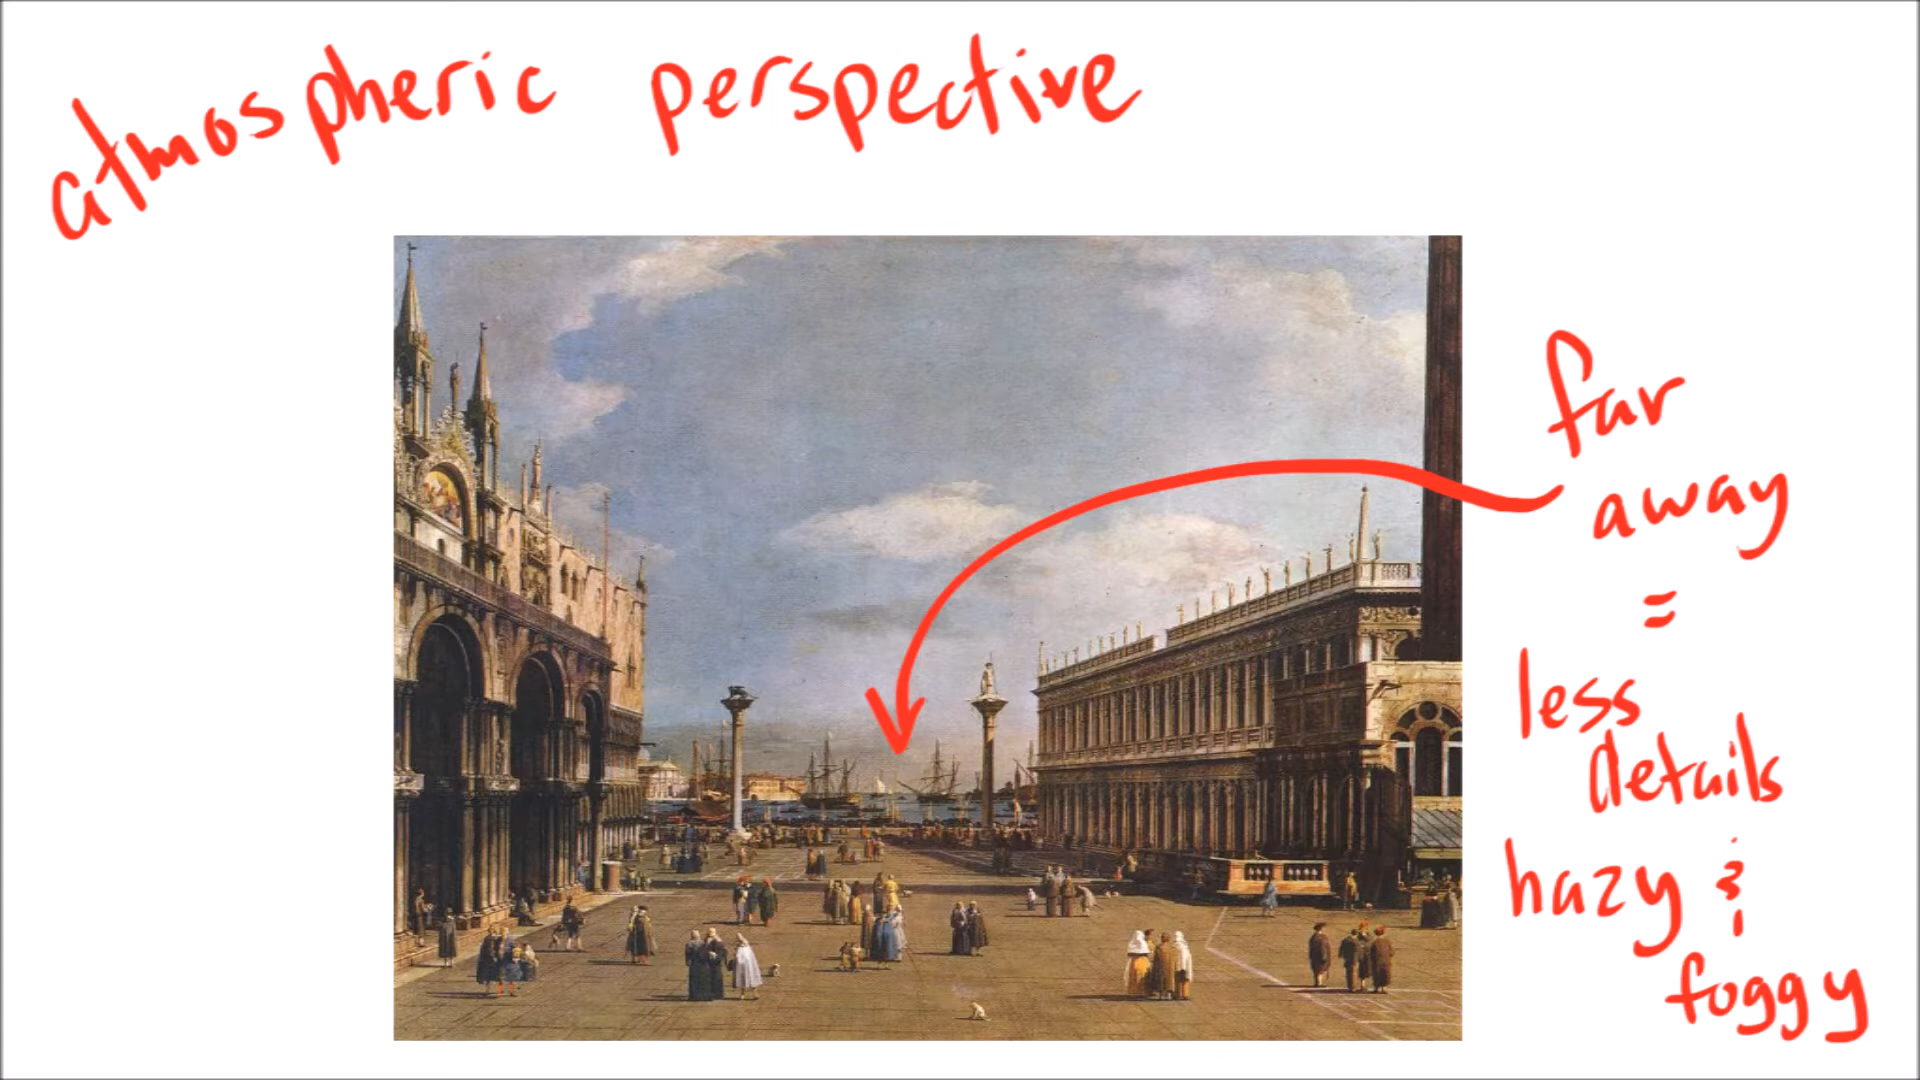 atmospheric perspective
far
away
=
less
details
hazy &
foggy